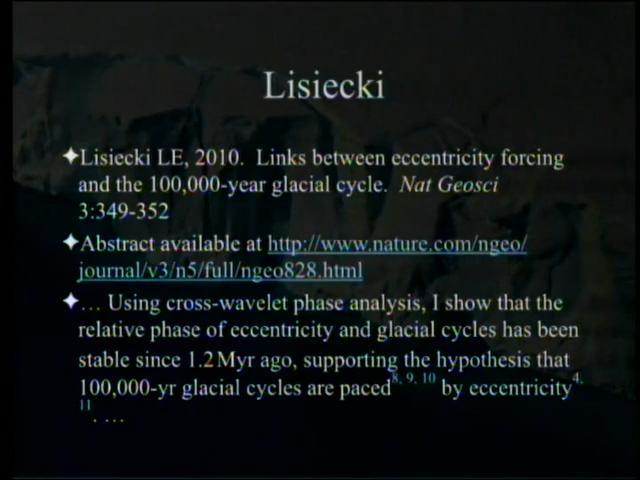 Lisiecki
✦Lisiecki LE, 2010. Links between eccentricity forcing
and the 100,000-year glacial cycle. Nat Geosci
3:349-352
✦Abstract available at http://www.nature.com/ngeo/
journal/v3/n5/full/ngeo828.html
✦… Using cross-wavelet phase analysis, I show that the
relative phase of eccentricity and glacial cycles has been
stable since 1.2 Myr ago, supporting the hypothesis that
100,000-yr glacial cycles are paced8, 9, 10 by eccentricity4,
11. …